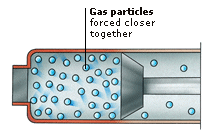 Gas particles
forced closer
together